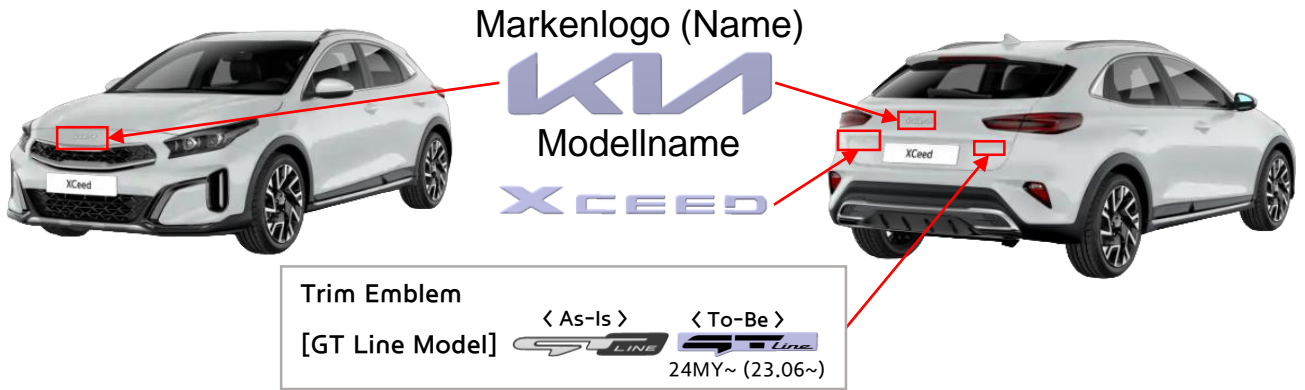 Markenlogo (Name)
KIA
Modellname
XCEED
XCeed
XCeed
Trim Emblem
< As-Is >
< To-Be >
[GT Line Model]
GT LINE
GT Line
24MY~ (23.06~)